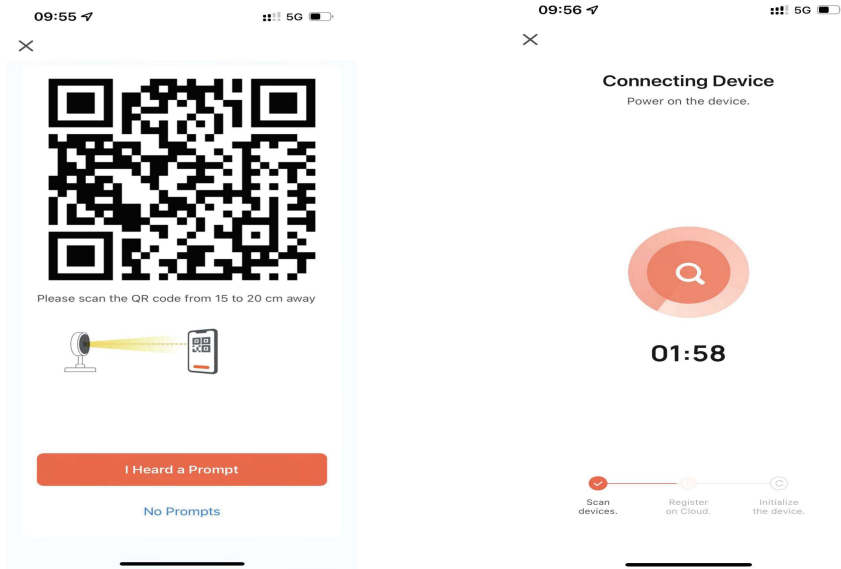 09:55
5G
Please scan the QR code from 15 to 20 cm away
I Heard a Prompt
No Prompts
09:56
5G
Connecting Device
Power on the device.
01:58
Scan
devices.
Register
on Cloud.
Initialize
the device.